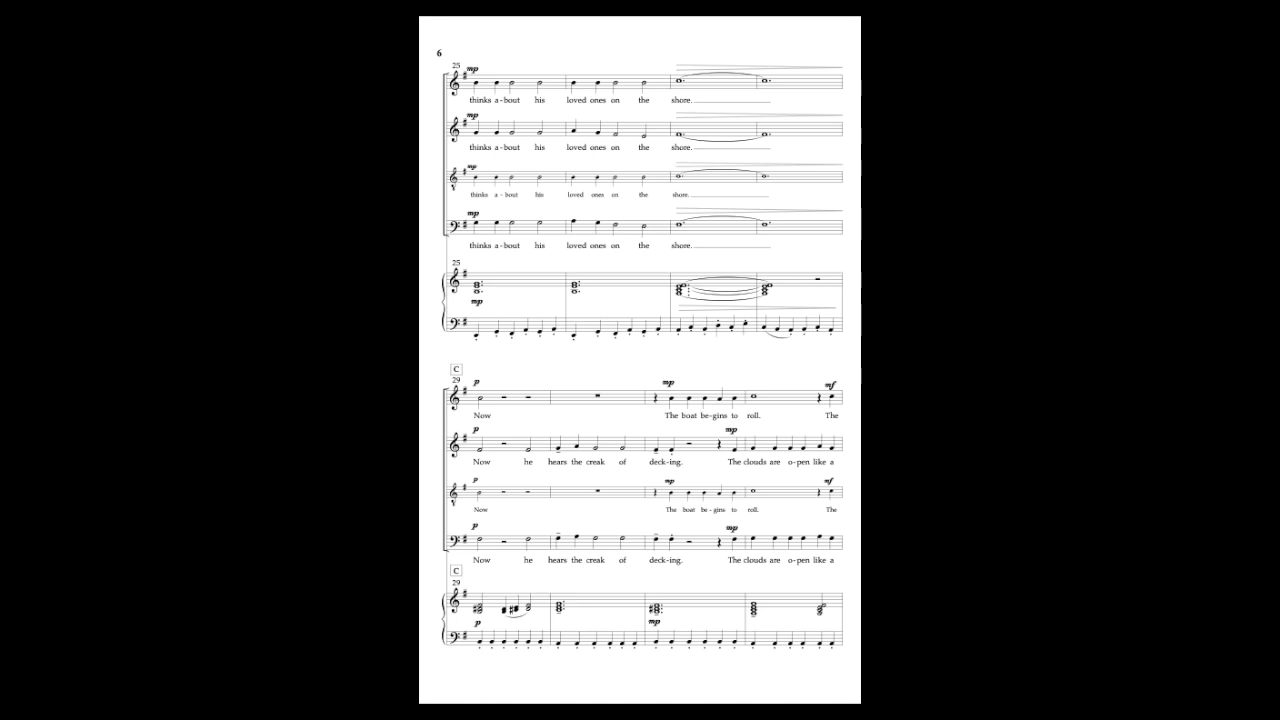 6
25
mp
thinks a - bout his loved ones on the shore.
mp
thinks a - bout his loved ones on the shore.
mp
thinks a - bout his loved ones on the shore.
mp
thinks a - bout his loved ones on the shore.
25
mp
C
29
p mp mf
Now The boat be - gins to roll. The
p mp
Now he hears the creak of deck - ing. The clouds are o - pen like a
p mp mf
Now The boat be - gins to roll. The
p mp
Now he hears the creak of deck - ing. The clouds are o - pen like a
C
29
p mp